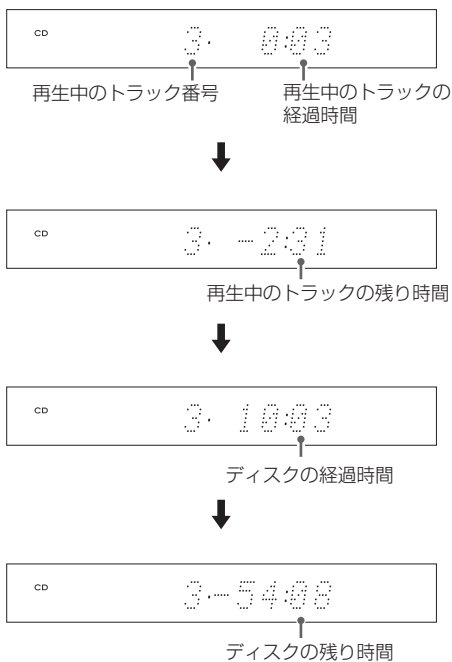 CD 3. 0:03
再生中のトラック番号 再生中のトラックの
経過時間
CD 3. -2:31
再生中のトラックの残り時間
CD 3. 10:03
ディスクの経過時間
CD 3.-54:08
ディスクの残り時間